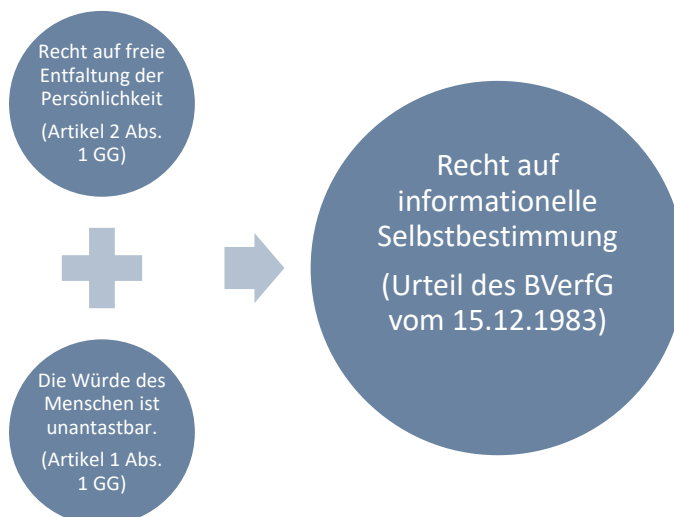 Recht auf freie
Entfaltung der
Persönlichkeit
(Artikel 2 Abs.
1 GG)
Die Würde des
Menschen ist
unantastbar.
(Artikel 1 Abs.
1 GG)
Recht auf
informationelle
Selbstbestimmung
(Urteil des BVerfG
vom 15.12.1983)